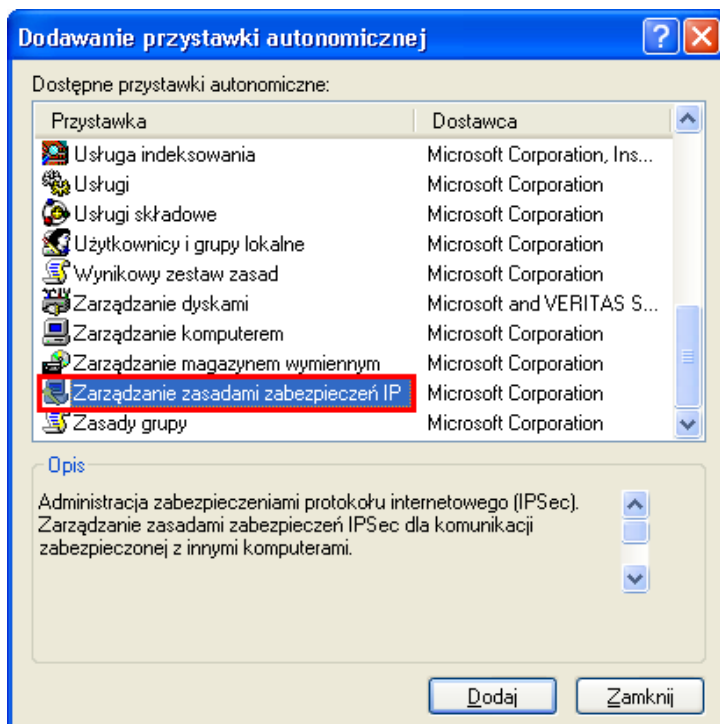 Dodawanie przystawki autonomicznej
Dostępne przystawki autonomiczne:
Przystawka Dostawca
Usługa indeksowania Microsoft Corporation, Ins...
Usługi Microsoft Corporation
Usługi składowe Microsoft Corporation
Użytkownicy i grupy lokalne Microsoft Corporation
Wynikowy zestaw zasad Microsoft Corporation
Zarządzanie dyskami Microsoft and VERITAS S...
Zarządzanie komputerem Microsoft Corporation
Zarządzanie magazynem wymiennym Microsoft Corporation
Zarządzanie zasadami zabezpieczeń IP Microsoft Corporation
Zasady grupy Microsoft Corporation
Opis
Administracja zabezpieczeniami protokołu internetowego (IPSec).
Zarządzanie zasadami zabezpieczeń IPSec dla komunikacji
zabezpieczonej z innymi komputerami.
Dodaj Zamknij